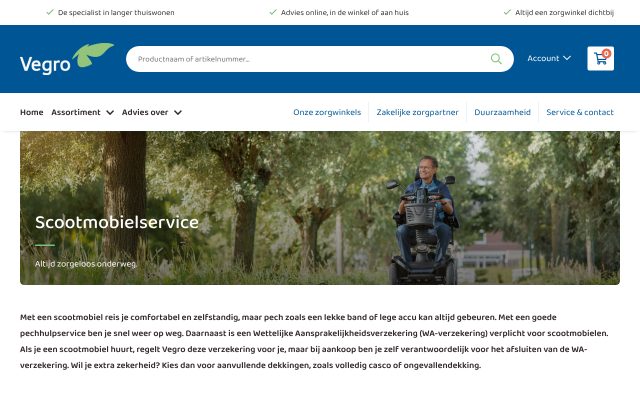 De specialist in langer thuiswonen
Advies online, in de winkel of aan huis
Altijd een zorgwinkel dichtbij
Vegro
Productnaam of artikelnummer...
Account
0
Home
Assortiment
Advies over
Onze zorgwinkels
Zakelijke zorgpartner
Duurzaamheid
Service & contact
Scootmobielservice
Altijd zorgeloos onderweg.
Met een scootmobiel reis je comfortabel en zelfstandig, maar pech zoals een lekke band of lege accu kan altijd gebeuren. Met een goede
pechhulpservice ben je snel weer op weg. Daarnaast is een Wettelijke Aansprakelijkheidsverzekering (WA-verzekering) verplicht voor scootmobielen.
Als je een scootmobiel huurt, regelt Vegro deze verzekering voor je, maar bij aankoop ben je zelf verantwoordelijk voor het afsluiten van de WA-
verzekering. Wil je extra zekerheid? Kies dan voor aanvullende dekkingen, zoals volledig casco of ongevallendekking.